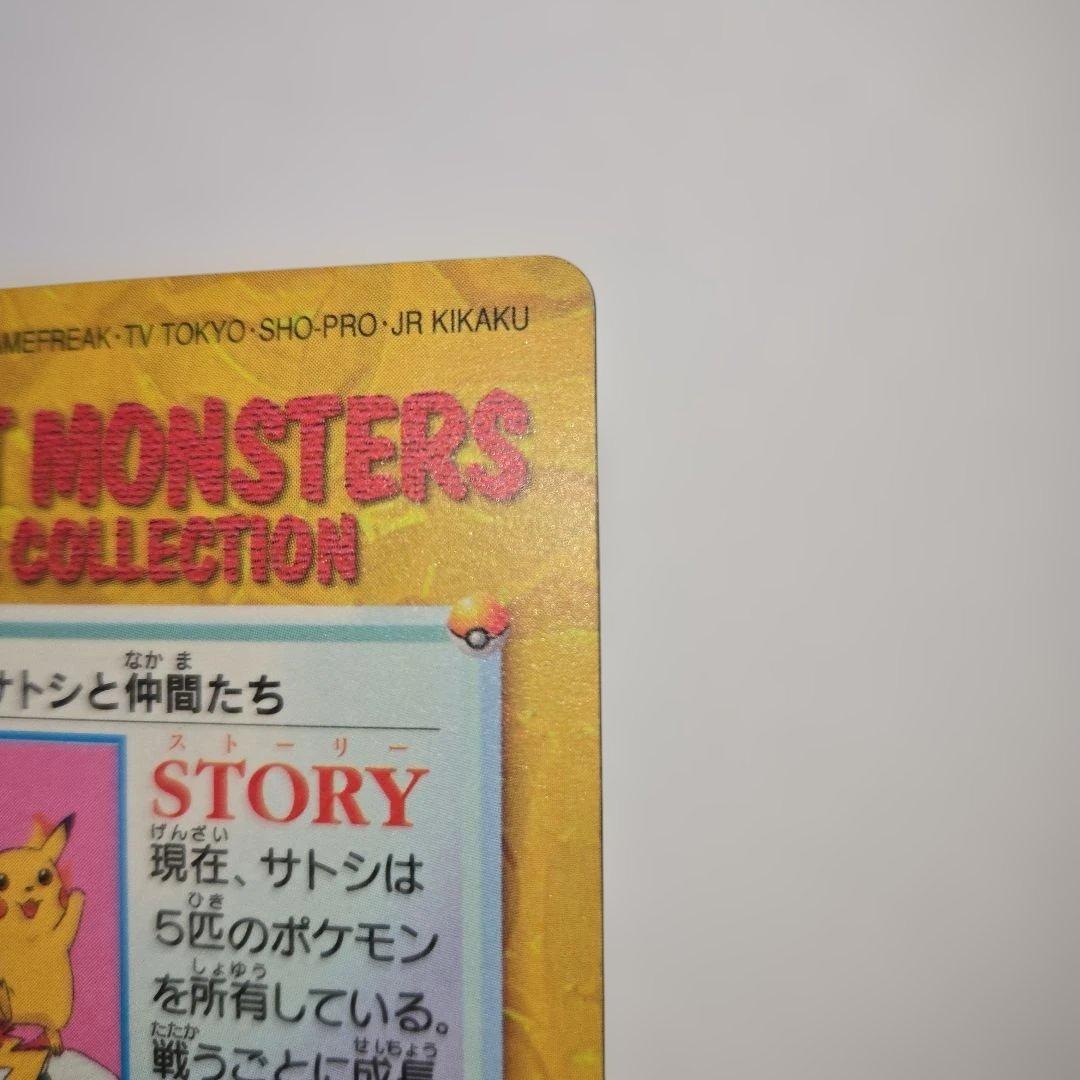 AMEFREAK·TV TOKYO·SHO-PRO·JR KIKAKU
T MONSTERS
COLLECTION
なかま
サトシと仲間たち
ストーリー
STORY
げんざい
現在、サトシは
ひき
5匹のポケモン
しょゆう
を所有している。
たたか せいちょう
戦うごとに成長